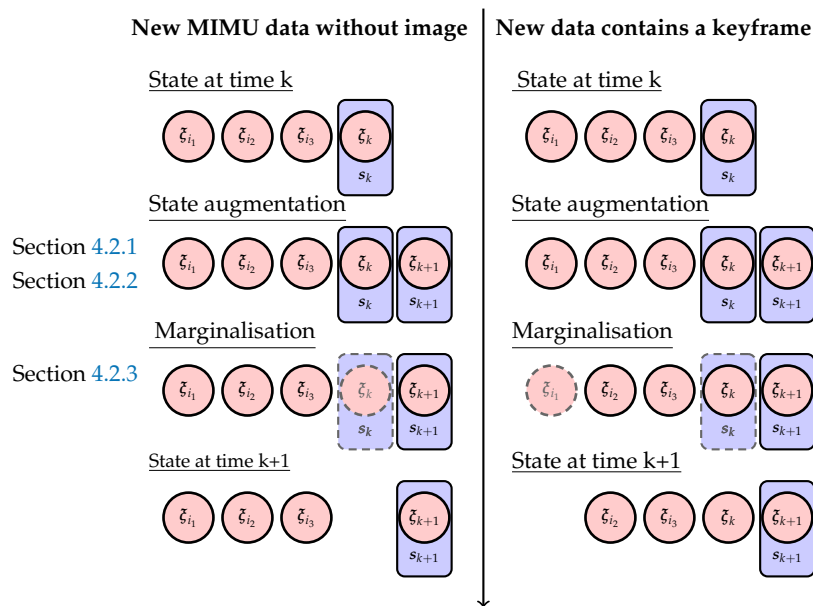 New MIMU data without image
New data contains a keyframe
State at time k
State at time k
ξi1 ξi2 ξi3 ξk
ξi1 ξi2 ξi3 ξk
sk
sk
State augmentation
State augmentation
Section 4.2.1
Section 4.2.2
ξi1 ξi2 ξi3 ξk ξk+1
ξi1 ξi2 ξi3 ξk ξk+1
sk sk+1
sk sk+1
Marginalisation
Marginalisation
Section 4.2.3
ξi1 ξi2 ξi3 ξk ξk+1
ξi1 ξi2 ξi3 ξk ξk+1
sk sk+1
sk sk+1
State at time k+1
State at time k+1
ξi1 ξi2 ξi3 ξk+1
ξi2 ξi3 ξk ξk+1
sk+1
sk+1